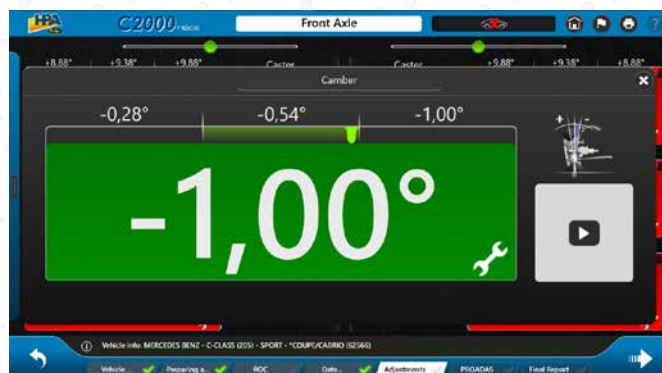 HPA
C2000
Front Axle
+8.88° +9.38° +9.88° Caster Caster +9.88° +9.38° +8.88°
Camber
-0,28° -0,54° -1,00°
+ -
-1,00°
Vehicle info: MERCEDES BENZ - C-CLASS (205) - SPORT - *COUPE/CABRIO (62566)
Vehicle... Preparing a... ROC Data... Adjustments PROADAS Final Report